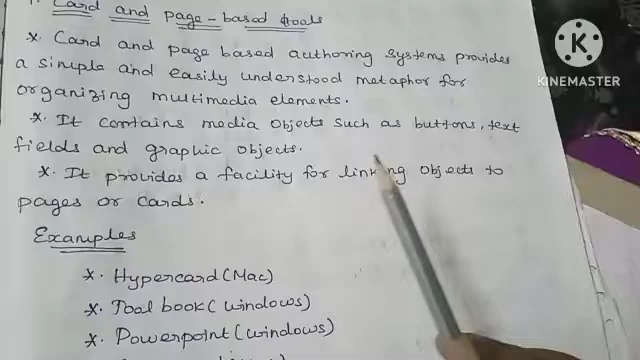 1. Card and page-based tools
*. Card and page based authoring systems provides
a simple and easily understood metaphor for
organizing multimedia elements.
*. It contains media objects such as buttons, text
fields and graphic objects.
*. It provides a facility for linking objects to
pages or cards.
Examples
*. Hypercard (Mac)
*. Tool book (windows)
*. Powerpoint (windows)
KINEMASTER